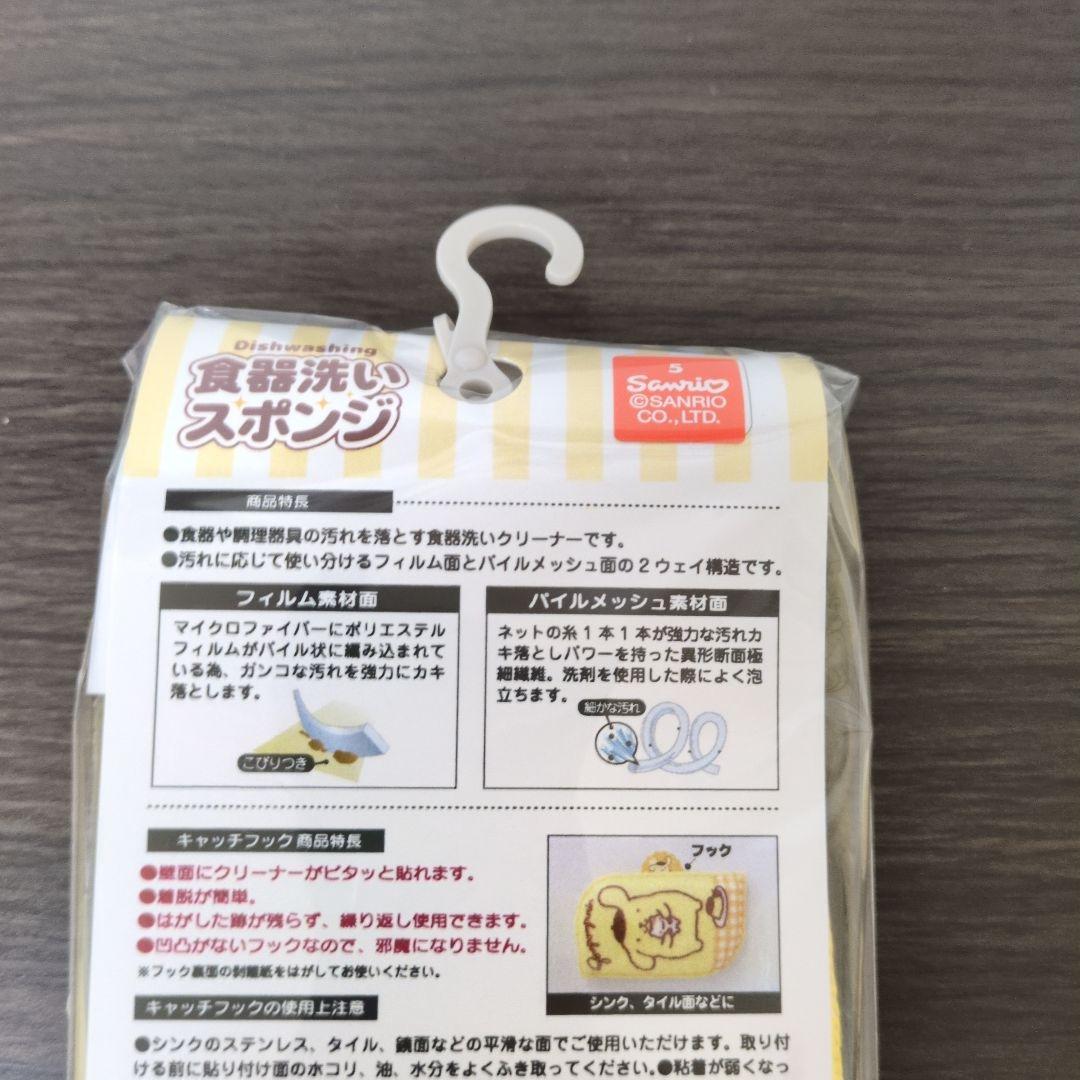 Dishwashing
食器洗い
スポンジ
5
Sanrio
©SANRIO
CO., LTD.
商品特長
●食器や調理器具の汚れを落とす食器洗いクリーナーです。
●汚れに応じて使い分けるフィルム面とパイルメッシュ面の2ウェイ構造です。
フィルム素材面
マイクロファイバーにポリエステル
フィルムがパイル状に編み込まれて
いる為、ガンコな汚れを強力にカキ
落とします。
こびりつき
パイルメッシュ素材面
ネットの糸1本1本が強力な汚れカ
キ落としパワーを持った異形断面極
細繊維。洗剤を使用した際によく泡
立ちます。
細かな汚れ
キャッチフック商品特長
●壁面にクリーナーがピタッと貼れます。
●着脱が簡単。
●はがした跡が残らず、繰り返し使用できます。
●凹凸がないフックなので、邪魔になりません。
※フック裏面の剥離紙をはがしてお使いください。
フック
シンク、タイル面などに
キャッチフックの使用上注意
●シンクのステンレス、タイル、鏡面などの平滑な面でご使用いただけます。取り付
ける前に貼り付け面のホコリ、油、水分をよくふき取ってください。●粘着が弱くなっ